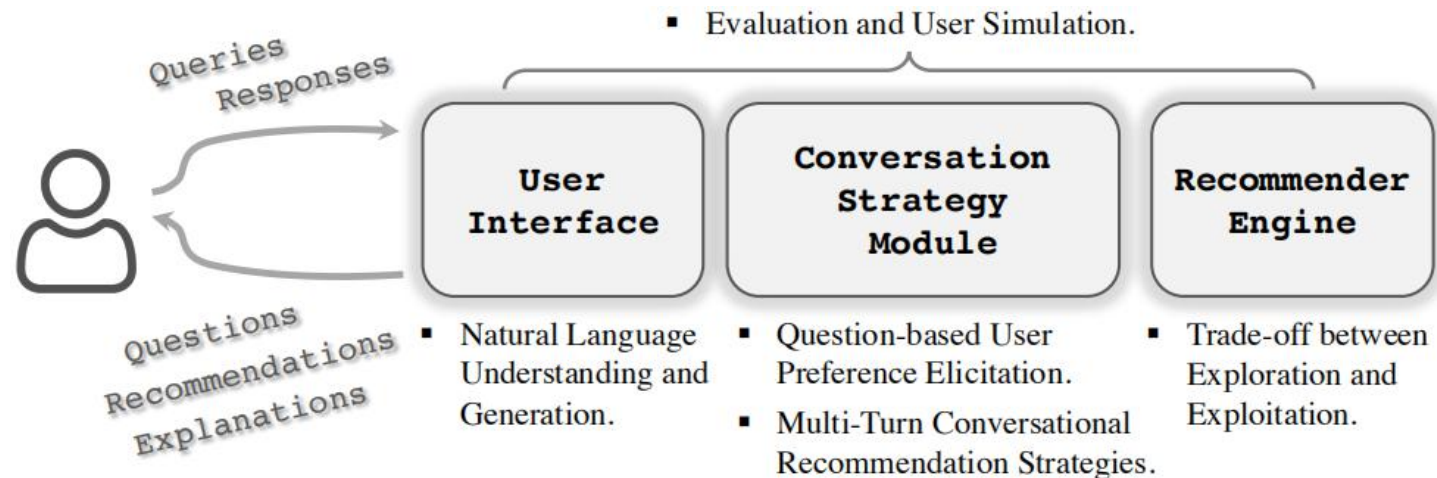 ▪ Evaluation and User Simulation.
Queries
Responses
User
Interface
Conversation
Strategy
Module
Recommender
Engine
Questions
Recommendations
Explanations
▪ Natural Language
Understanding and
Generation.
▪ Question-based User
Preference Elicitation.
▪ Multi-Turn Conversational
Recommendation Strategies.
▪ Trade-off between
Exploration and
Exploitation.